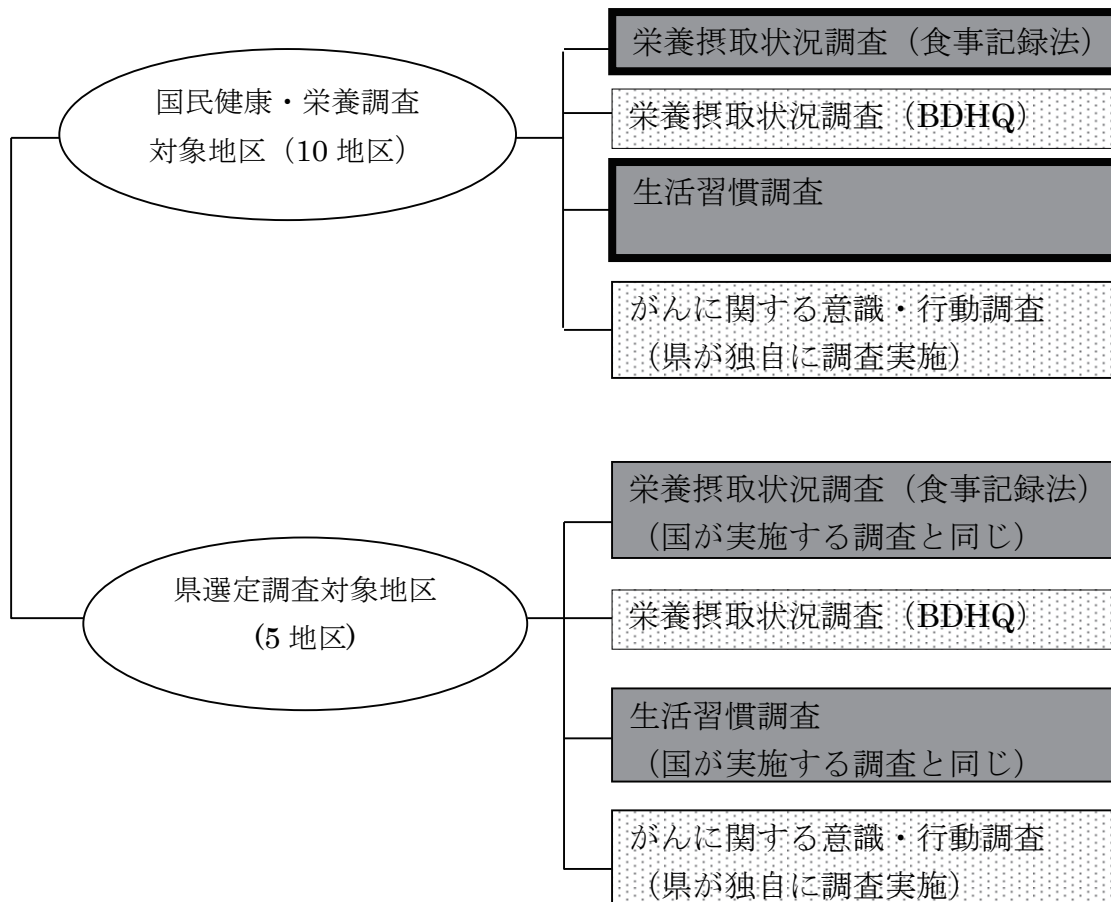 栄養摂取状況調査（食事記録法）
国民健康・栄養調査
対象地区（10 地区）
栄養摂取状況調査（BDHQ）
生活習慣調査
がんに関する意識・行動調査
（県が独自に調査実施）
栄養摂取状況調査（食事記録法）
（国が実施する調査と同じ）
県選定調査対象地区
(5 地区)
栄養摂取状況調査（BDHQ）
生活習慣調査
（国が実施する調査と同じ）
がんに関する意識・行動調査
（県が独自に調査実施）